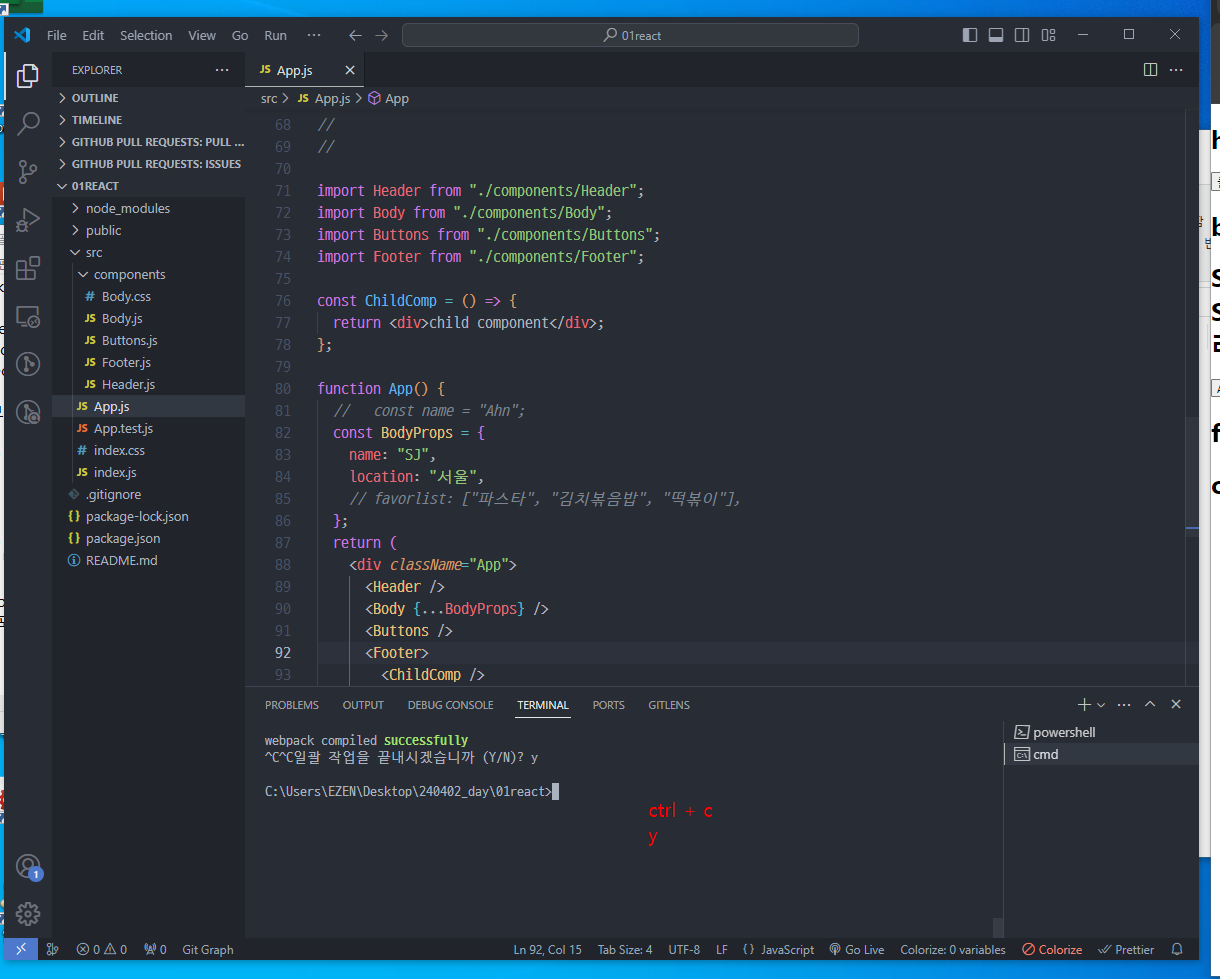 File Edit Selection View Go Run ··· 01react
EXPLORER ···
OUTLINE
TIMELINE
GITHUB PULL REQUESTS: PULL ...
GITHUB PULL REQUESTS: ISSUES
01REACT
node_modules
public
src
components
# Body.css
JS Body.js
JS Buttons.js
JS Footer.js
JS Header.js
JS App.js
JS App.test.js
# index.css
JS index.js
.gitignore
{} package-lock.json
{} package.json
README.md
1
JS App.js
src > JS App.js > App
68 //
69 //
70
71 import Header from "./components/Header";
72 import Body from "./components/Body";
73 import Buttons from "./components/Buttons";
74 import Footer from "./components/Footer";
75
76 const ChildComp = () => {
77 return <div>child component</div>;
78 };
79
80 function App() {
81 // const name = "Ahn";
82 const BodyProps = {
83 name: "SJ",
84 location: "서울",
85 // favorlist: ["파스타", "김치볶음밥", "떡볶이"],
86 };
87 return (
88 <div className="App">
89 <Header />
90 <Body {...BodyProps} />
91 <Buttons />
92 <Footer>
93 <ChildComp />
PROBLEMS OUTPUT DEBUG CONSOLE TERMINAL PORTS GITLENS
webpack compiled successfully
^C^C일괄 작업을 끝내시겠습니까 (Y/N)? y
C:\Users\EZEN\Desktop\240402_day\01react>
ctrl + c
y
powershell
cmd
0 0 0 Git Graph Ln 92, Col 15 Tab Size: 4 UTF-8 LF {} JavaScript Go Live Colorize: 0 variables Colorize Prettier